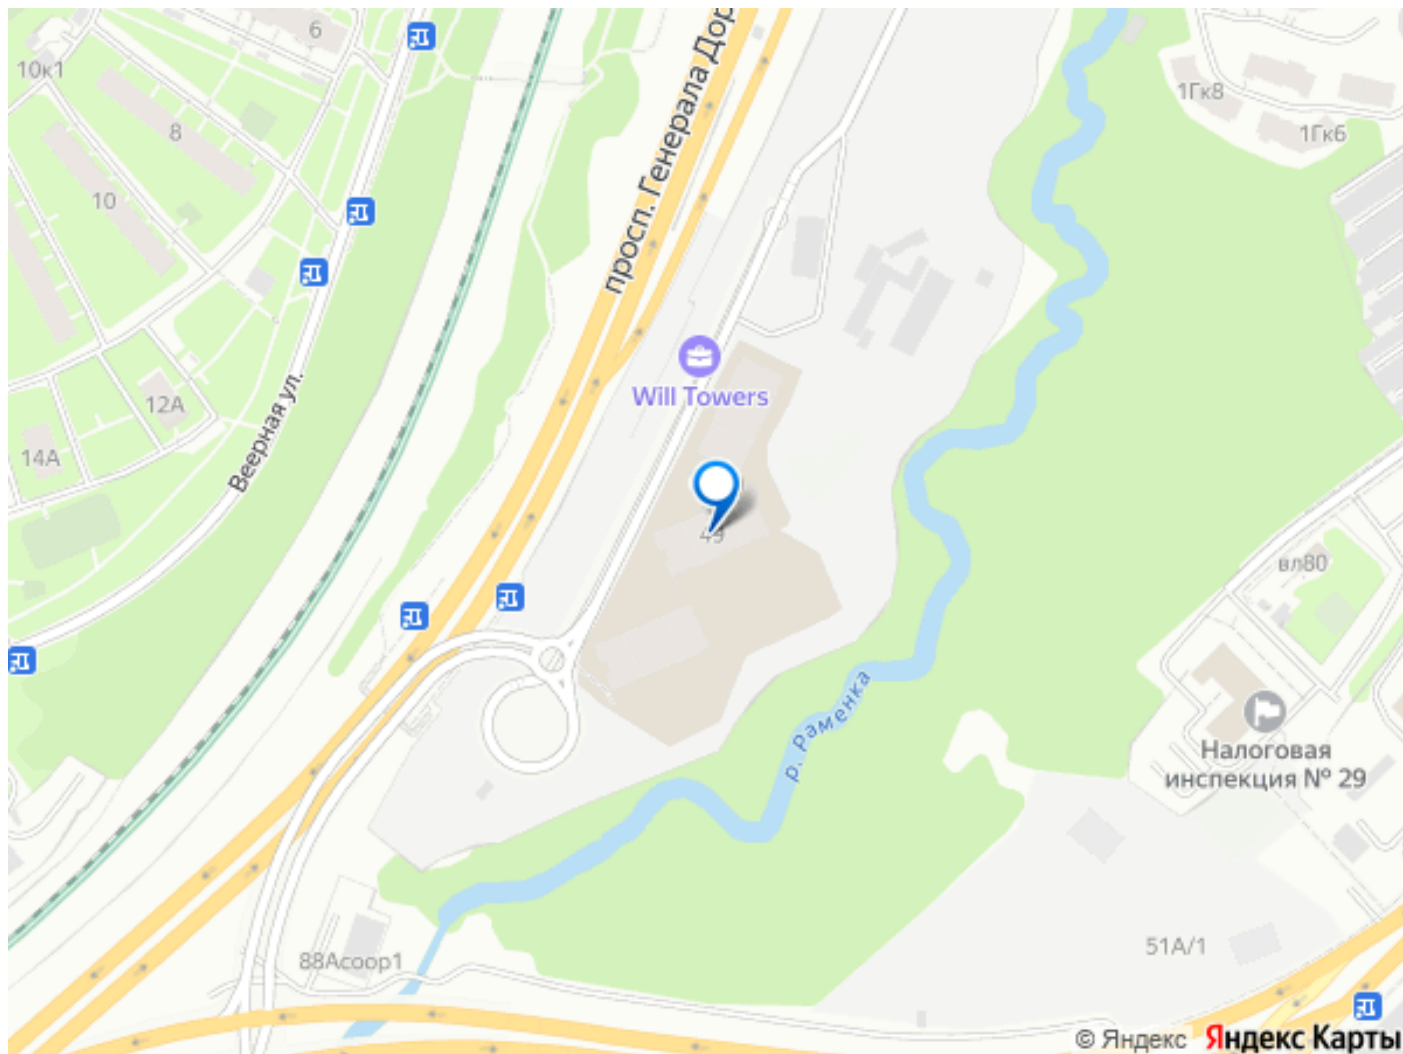 6
10к1
8
10
просп. Генерала Дор
1Гк8
1Гк6
Will Towers
12А
14А
Веерная ул.
49
вл80
р. Раменка
Налоговая
инспекция № 29
51А/1
88Асоор1
© Яндекс Яндекс Карты